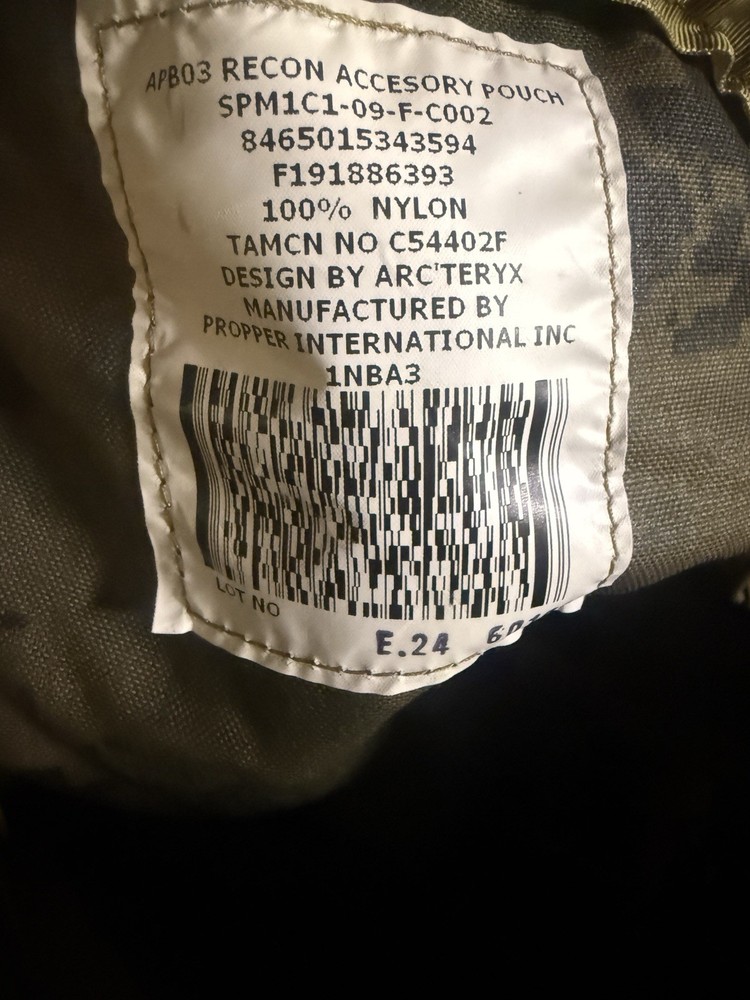 APB03 RECON ACCESORY POUCH
SPM1C1-09-F-C002
8465015343594
F191886393
100% NYLON
TAMCN NO C54402F
DESIGN BY ARC'TERYX
MANUFACTURED BY
PROPPER INTERNATIONAL INC
1NBA3
LOT NO
E.24